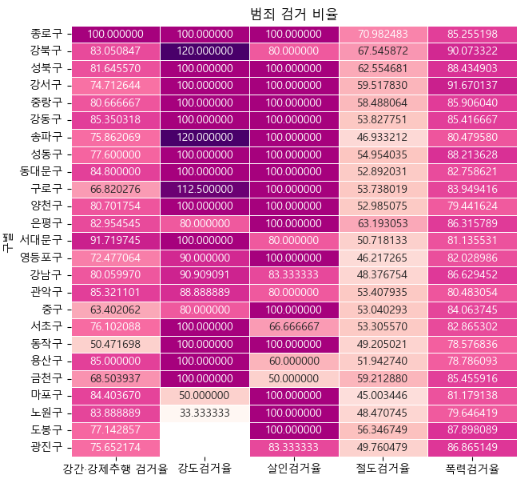 범죄 검거 비율
종로구 100.000000 100.000000 100.000000 70.982483 85.255198
강북구 83.050847 120.000000 80.000000 67.545872 90.073322
성북구 81.645570 100.000000 100.000000 62.554681 88.434903
강서구 74.712644 100.000000 100.000000 59.517830 91.670137
중랑구 80.666667 100.000000 100.000000 58.488064 85.906040
강동구 85.350318 100.000000 100.000000 53.827751 85.416667
송파구 75.862069 120.000000 100.000000 46.933212 80.479580
성동구 77.600000 100.000000 100.000000 54.954035 88.213628
동대문구 84.800000 100.000000 100.000000 52.892031 82.758621
구로구 66.820276 112.500000 100.000000 53.738019 83.949416
양천구 80.701754 100.000000 100.000000 52.985075 79.441624
은평구 82.954545 80.000000 100.000000 63.193053 86.315789
서대문구 91.719745 100.000000 80.000000 50.718133 81.135531
영등포구 72.477064 90.000000 100.000000 46.217265 82.028986
강남구 80.059970 90.909091 83.333333 48.376754 86.629452
관악구 85.321101 88.888889 80.000000 53.407935 80.483054
중구 63.402062 80.000000 100.000000 53.040293 84.063745
서초구 76.102088 100.000000 66.666667 53.305570 82.865302
동작구 50.471698 100.000000 100.000000 49.205021 78.576836
용산구 85.000000 100.000000 60.000000 51.942740 78.786093
금천구 68.503937 100.000000 50.000000 59.212880 85.455916
마포구 84.403670 50.000000 100.000000 45.003446 81.179138
노원구 83.888889 33.333333 100.000000 48.470745 79.646419
도봉구 77.142857 100.000000 56.346749 87.898089
광진구 75.652174 83.333333 49.760479 86.865149
구별
강간·강제추행 검거율 강도검거율 살인검거율 절도검거율 폭력검거율